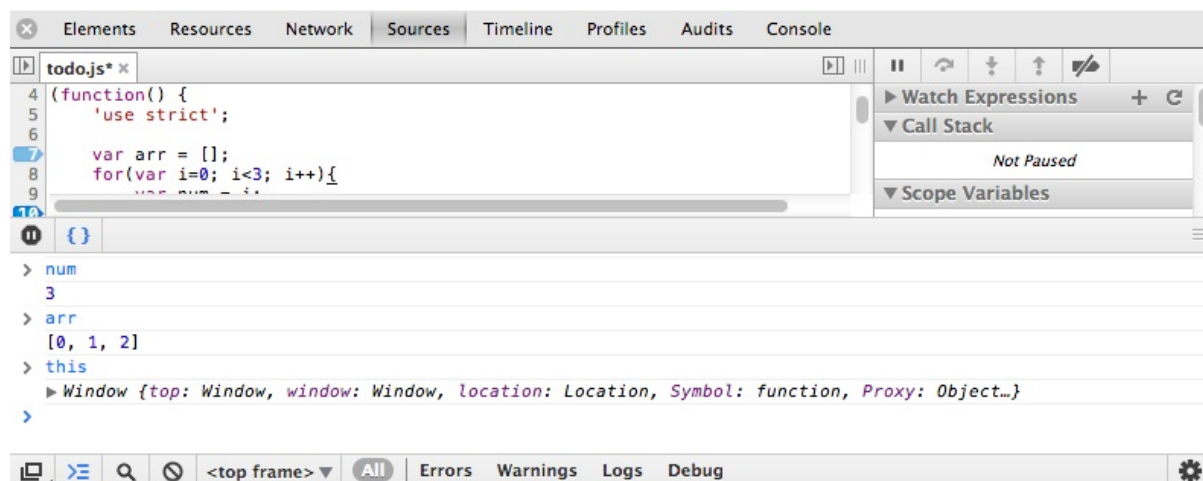 Elements Resources Network Sources Timeline Profiles Audits Console
todo.js* ×
4 (function() {
5 'use strict';
6
7 var arr = [];
8 for(var i=0; i<3; i++){
9 var num = i;
10
Watch Expressions + C
Call Stack
Not Paused
Scope Variables
{ }
> num
3
> arr
[0, 1, 2]
> this
▶ Window {top: Window, window: Window, location: Location, Symbol: function, Proxy: Object…}
>
<top frame> ▼ All Errors Warnings Logs Debug